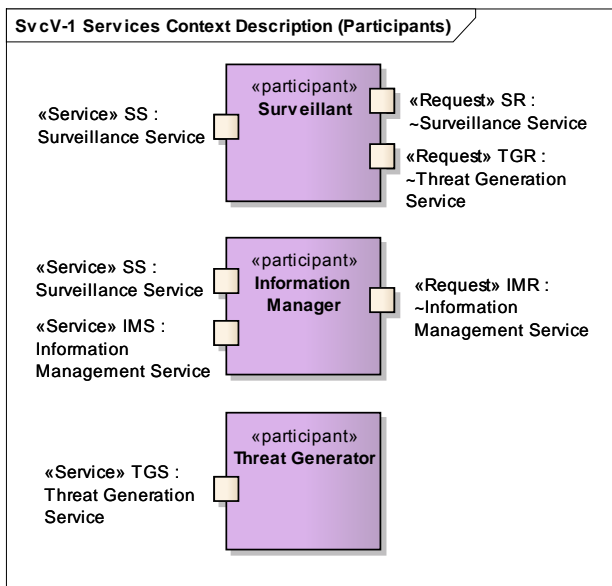 SvcV-1 Services Context Description (Participants)
«participant»
Surveillant
«Service» SS :
Surveillance Service
«Request» SR :
~Surveillance Service
«Request» TGR :
~Threat Generation
Service
«participant»
Information
Manager
«Service» SS :
Surveillance Service
«Service» IMS :
Information
Management Service
«Request» IMR :
~Information
Management Service
«participant»
Threat Generator
«Service» TGS :
Threat Generation
Service